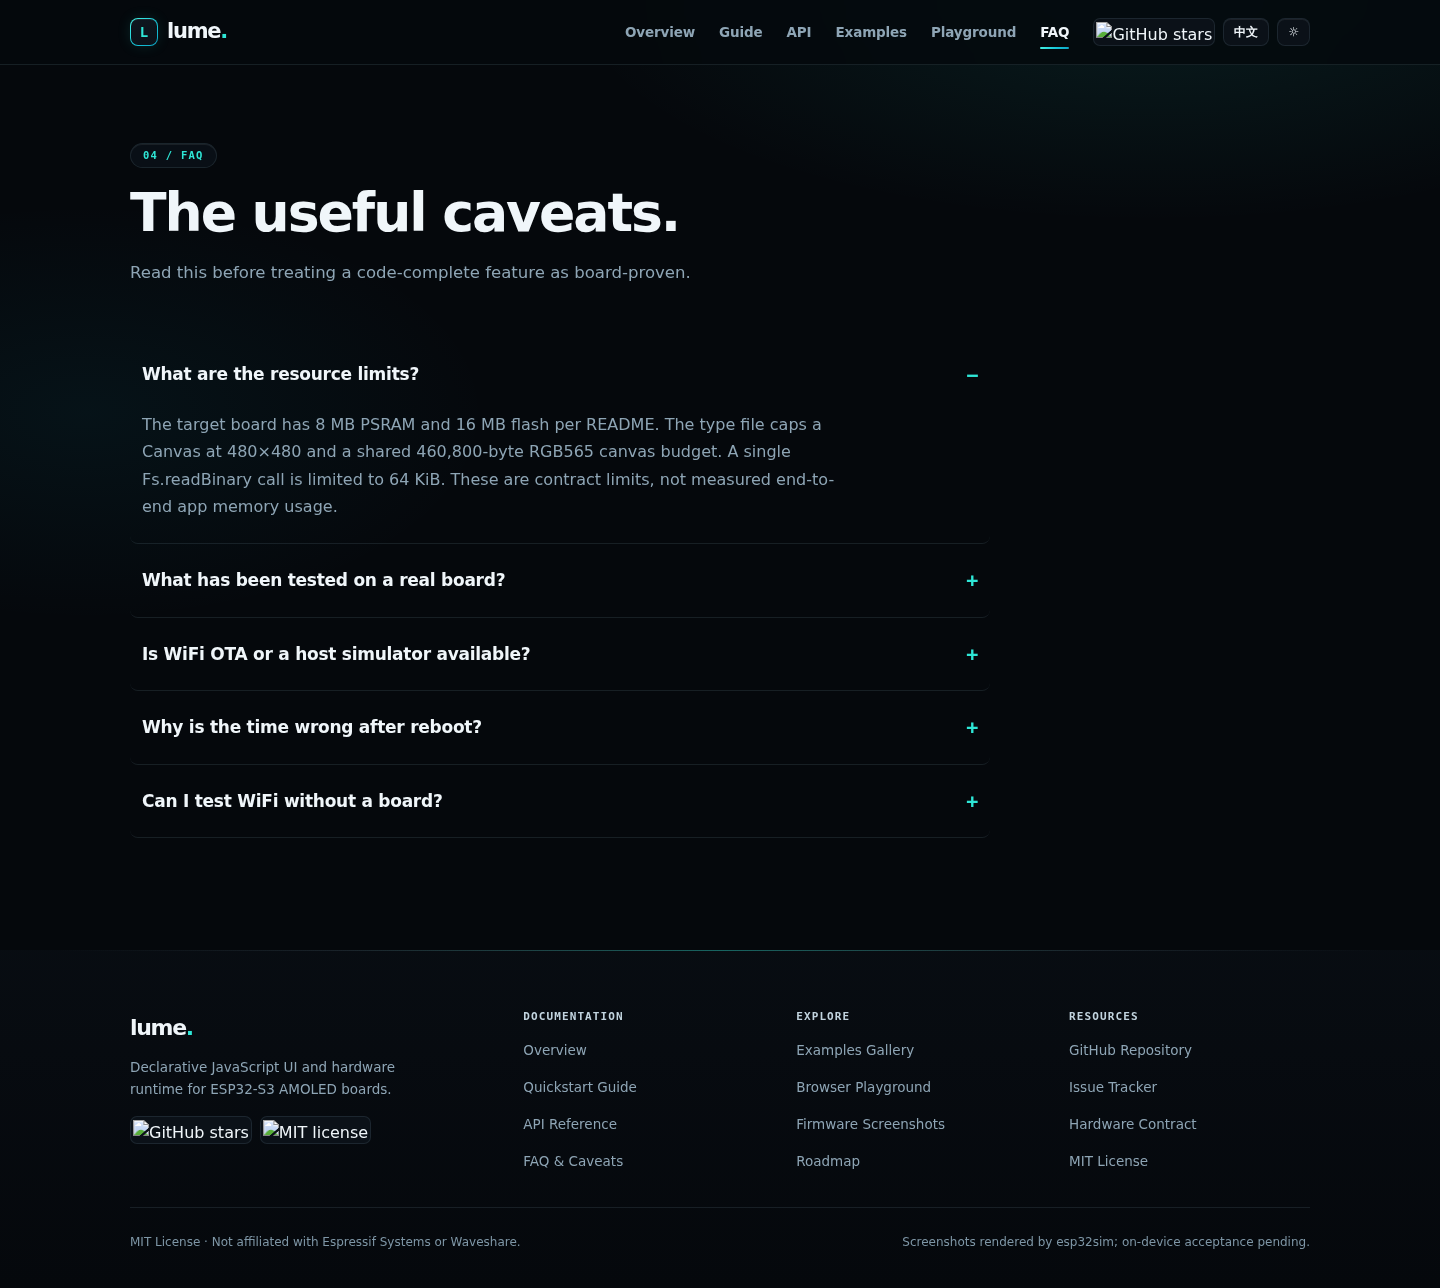 L lume.
Overview Guide API Examples Playground FAQ GitHub stars 中文
04 / FAQ
The useful caveats.
Read this before treating a code-complete feature as board-proven.
What are the resource limits? −
The target board has 8 MB PSRAM and 16 MB flash per README. The type file caps a
Canvas at 480×480 and a shared 460,800-byte RGB565 canvas budget. A single
Fs.readBinary call is limited to 64 KiB. These are contract limits, not measured end-to-
end app memory usage.
What has been tested on a real board? +
Is WiFi OTA or a host simulator available? +
Why is the time wrong after reboot? +
Can I test WiFi without a board? +
lume.
Declarative JavaScript UI and hardware
runtime for ESP32-S3 AMOLED boards.
GitHub stars MIT license
DOCUMENTATION
Overview
Quickstart Guide
API Reference
FAQ & Caveats
EXPLORE
Examples Gallery
Browser Playground
Firmware Screenshots
Roadmap
RESOURCES
GitHub Repository
Issue Tracker
Hardware Contract
MIT License
MIT License · Not affiliated with Espressif Systems or Waveshare.
Screenshots rendered by esp32sim; on-device acceptance pending.